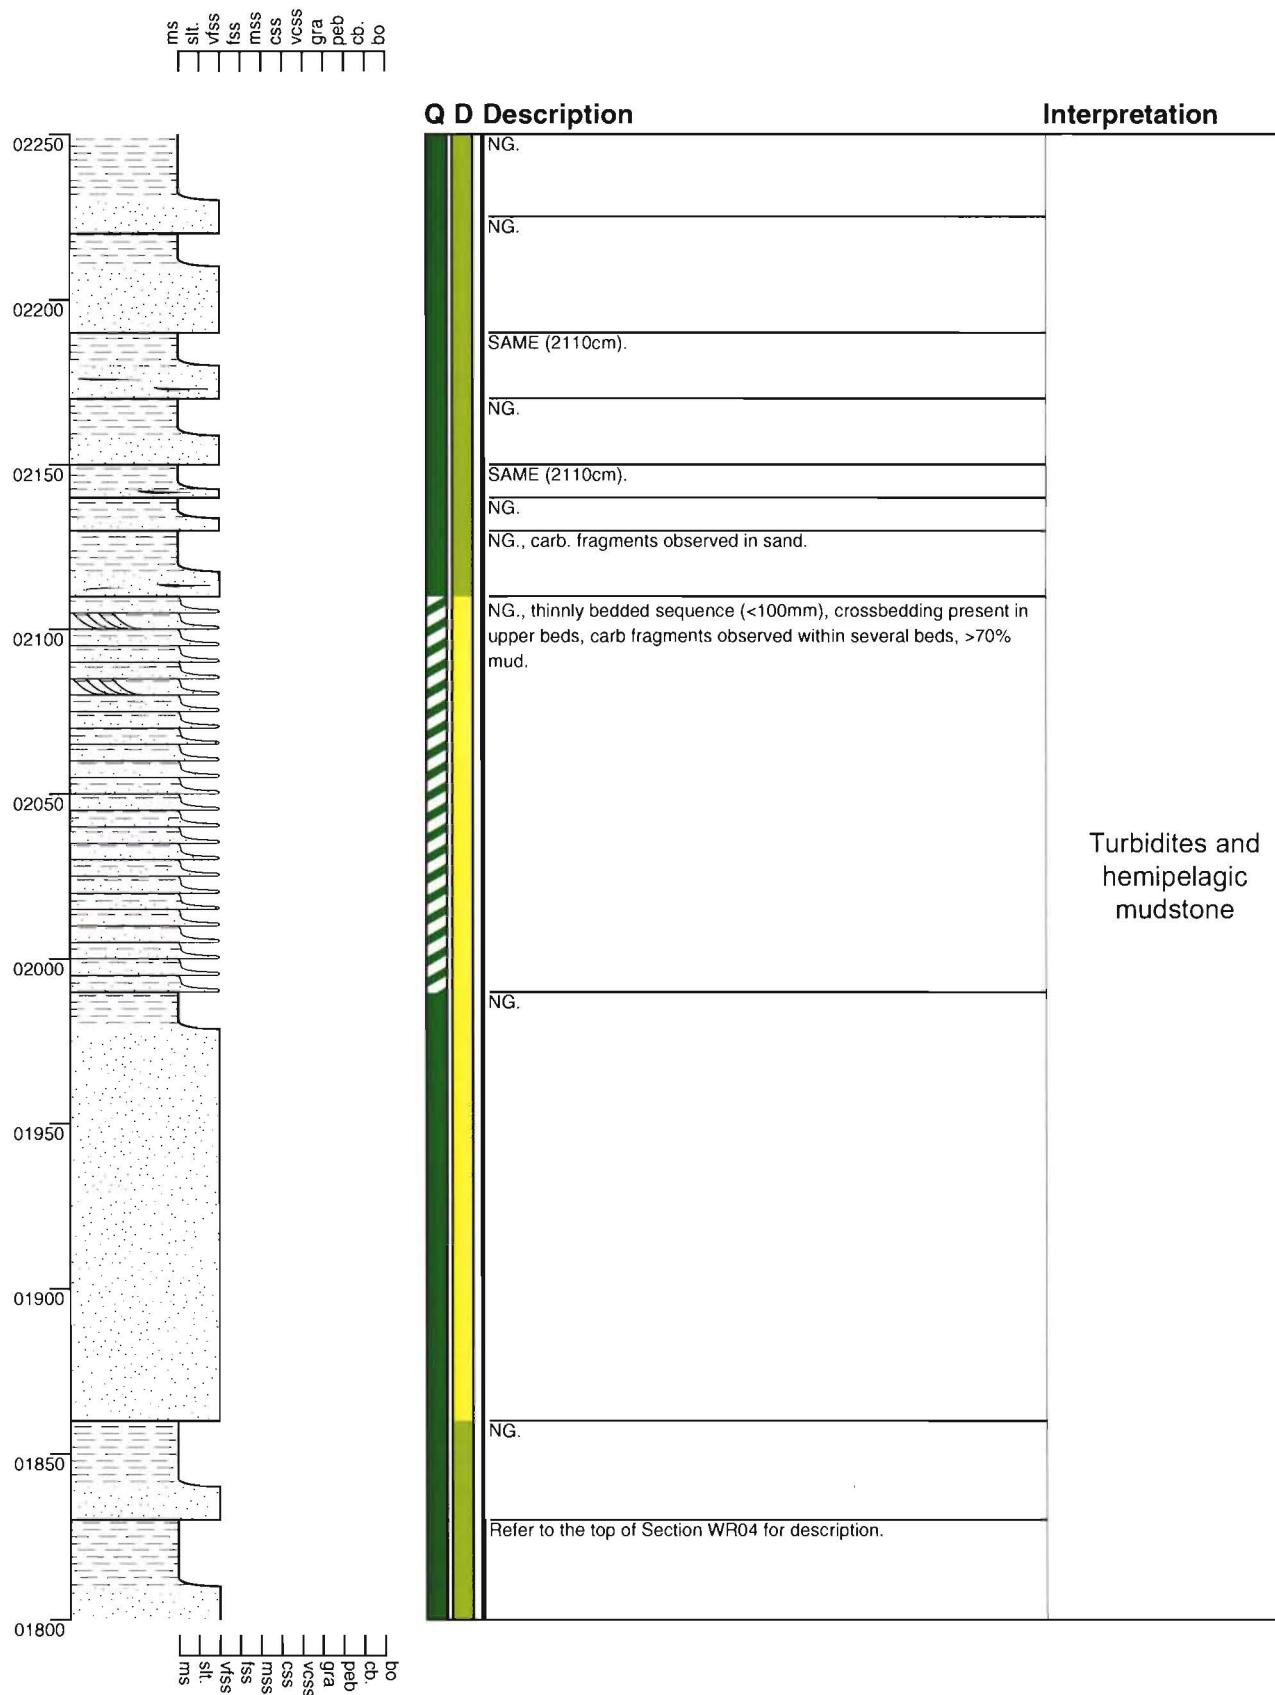 ms slt. vfss fss mss css vcss gra peb cb. bo
Q D Description Interpretation
02250
NG.
NG.
02200
SAME (2110cm).
NG.
02150
SAME (2110cm).
NG.
NG., carb. fragments observed in sand.
NG., thinnly bedded sequence (<100mm), crossbedding present in
02100
upper beds, carb fragments observed within several beds, >70%
mud.
02050
Turbidites and
hemipelagic
mudstone
02000
NG.
01950
01900
NG.
01850
Refer to the top of Section WR04 for description.
01800
ms slt. vfss fss mss css vcss gra peb cb. bo